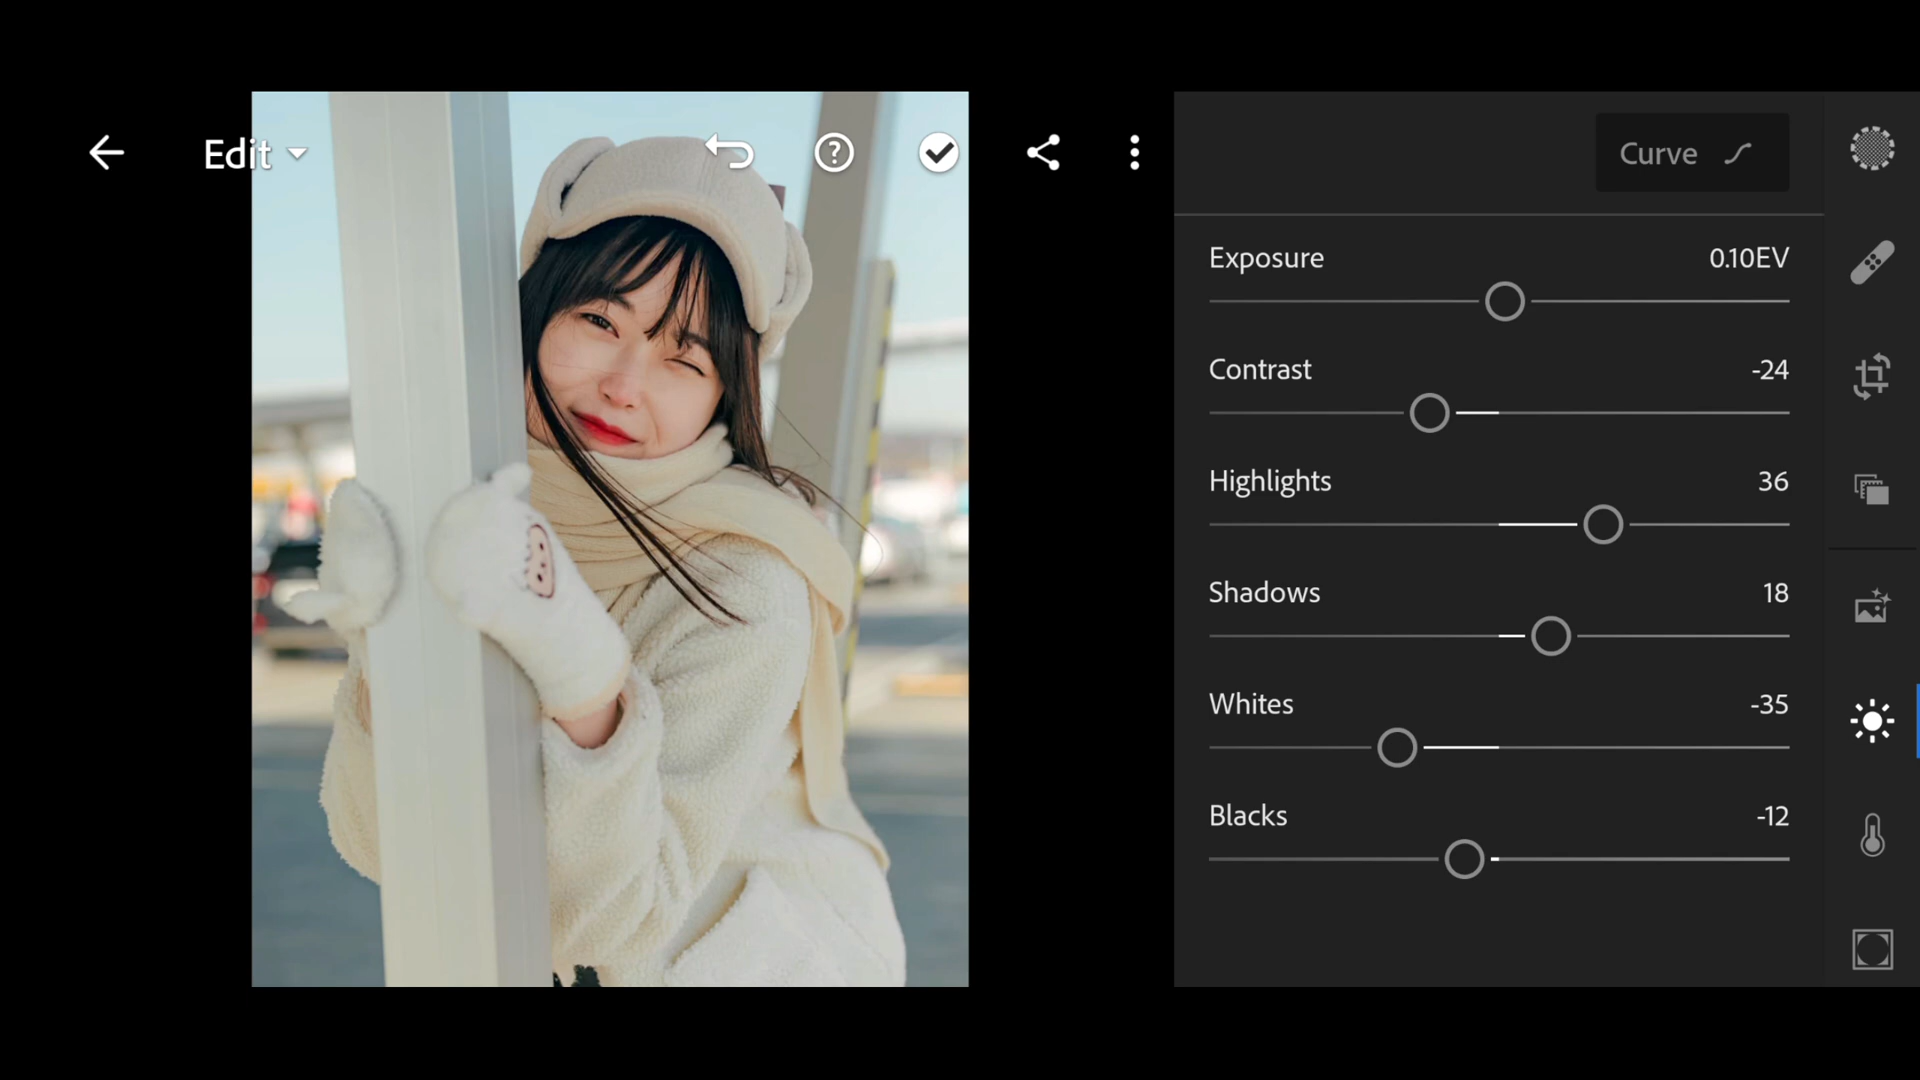 Edit
Curve
Exposure 0.10EV
Contrast -24
Highlights 36
Shadows 18
Whites -35
Blacks -12